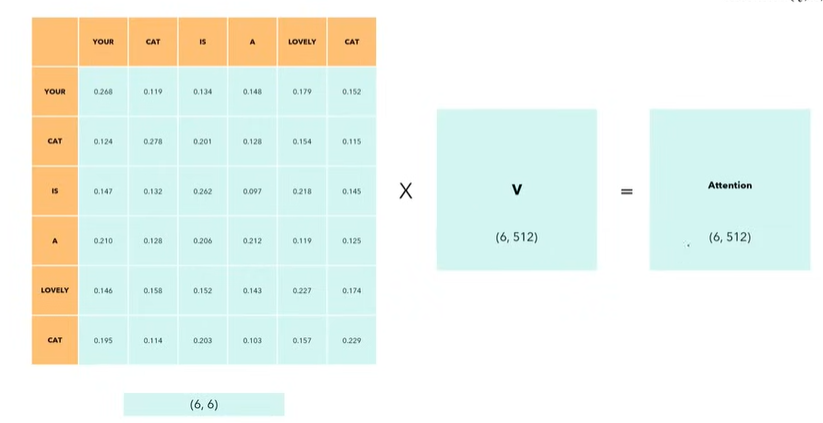 YOUR CAT IS A LOVELY CAT
YOUR 0.268 0.119 0.134 0.148 0.179 0.152
CAT 0.124 0.278 0.201 0.128 0.154 0.115
IS 0.147 0.132 0.262 0.097 0.218 0.145
A 0.210 0.128 0.206 0.212 0.119 0.125
LOVELY 0.146 0.158 0.152 0.143 0.227 0.174
CAT 0.195 0.114 0.203 0.103 0.157 0.229
(6, 6)
X
V
(6, 512)
=
Attention
(6, 512)